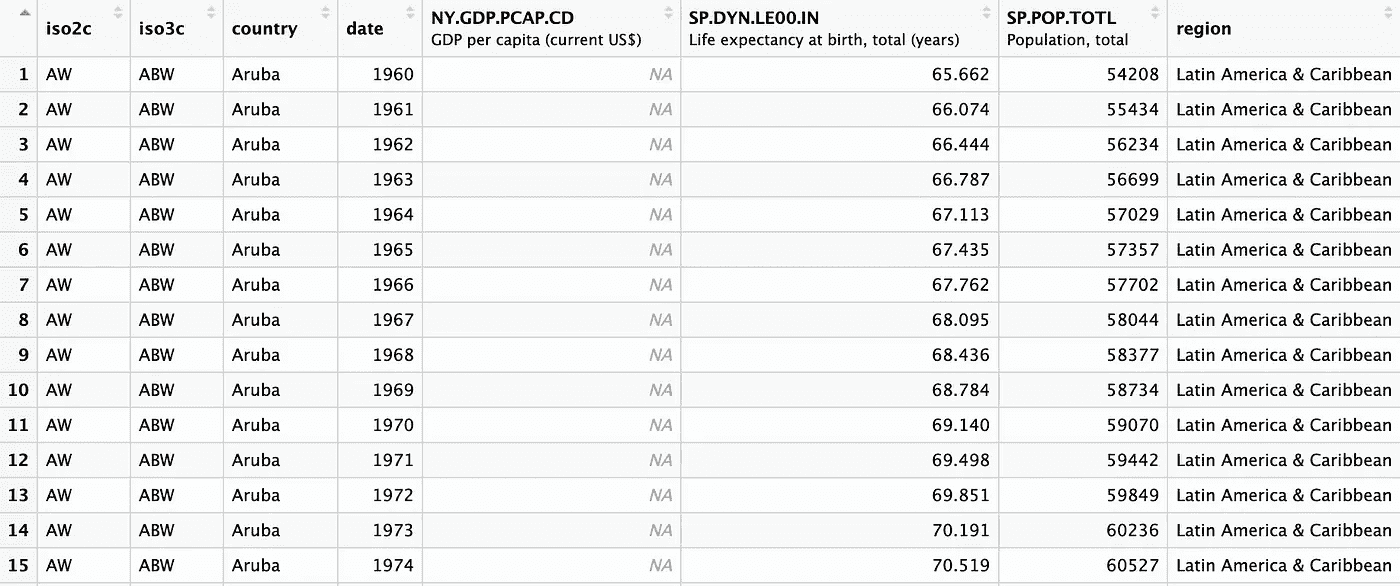 iso2c iso3c country date NY.GDP.PCAP.CD SP.DYN.LE00.IN SP.POP.TOTL region
GDP per capita (current US$) Life expectancy at birth, total (years) Population, total
1 AW ABW Aruba 1960 NA 65.662 54208 Latin America & Caribbean
2 AW ABW Aruba 1961 NA 66.074 55434 Latin America & Caribbean
3 AW ABW Aruba 1962 NA 66.444 56234 Latin America & Caribbean
4 AW ABW Aruba 1963 NA 66.787 56699 Latin America & Caribbean
5 AW ABW Aruba 1964 NA 67.113 57029 Latin America & Caribbean
6 AW ABW Aruba 1965 NA 67.435 57357 Latin America & Caribbean
7 AW ABW Aruba 1966 NA 67.762 57702 Latin America & Caribbean
8 AW ABW Aruba 1967 NA 68.095 58044 Latin America & Caribbean
9 AW ABW Aruba 1968 NA 68.436 58377 Latin America & Caribbean
10 AW ABW Aruba 1969 NA 68.784 58734 Latin America & Caribbean
11 AW ABW Aruba 1970 NA 69.140 59070 Latin America & Caribbean
12 AW ABW Aruba 1971 NA 69.498 59442 Latin America & Caribbean
13 AW ABW Aruba 1972 NA 69.851 59849 Latin America & Caribbean
14 AW ABW Aruba 1973 NA 70.191 60236 Latin America & Caribbean
15 AW ABW Aruba 1974 NA 70.519 60527 Latin America & Caribbean